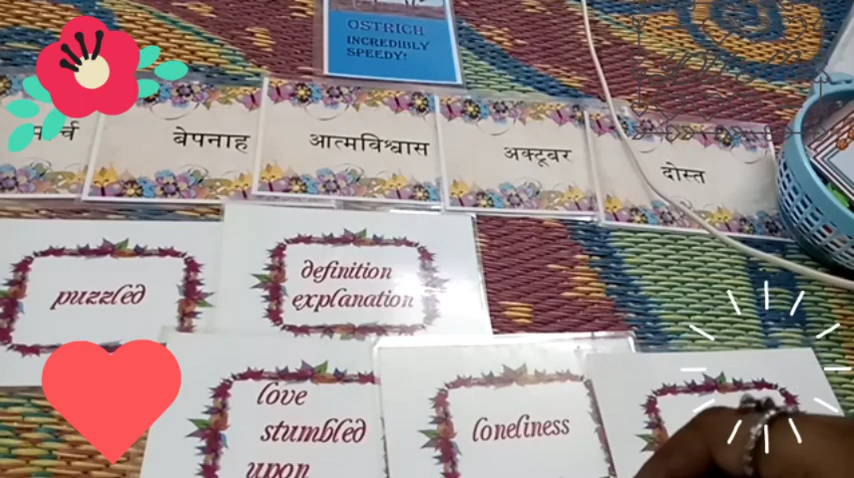 OSTRICH
INCREDIBLY
SPEEDY!
बेपनाह
आत्मविश्वास
अक्टूबर
दोस्त
puzzled
definition
explanation
love
stumbled
upon
loneliness